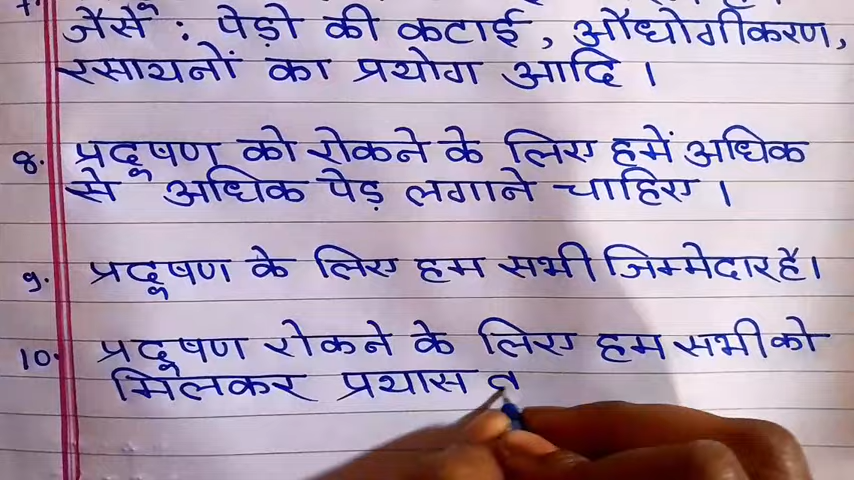 जैसे : पेड़ो की कटाई, औधोगीकरण,
रसायनों का प्रयोग आदि ।
8. प्रदूषण को रोकने के लिए हमें अधिक
से अधिक पेड़ लगाने चाहिए ।
9. प्रदूषण के लिए हम सभी जिम्मेदार है।
10. प्रदूषण रोकने के लिए हम सभी को
मिलकर प्रयास